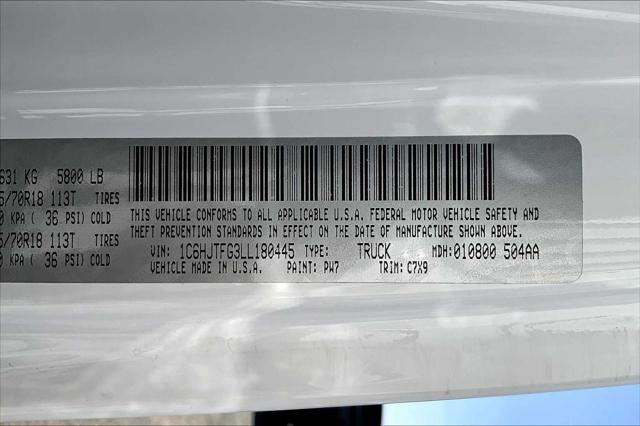 631 KG 5800 LB
/70R18 113T TIRES
KPA ( 36 PSI) COLD
/70R18 113T TIRES
KPA ( 36 PSI) COLD
THIS VEHICLE CONFORMS TO ALL APPLICABLE U.S.A. FEDERAL MOTOR VEHICLE SAFETY AND
THEFT PREVENTION STANDARDS IN EFFECT ON THE DATE OF MANUFACTURE SHOWN ABOVE.
VIN: 1C6HJTFG3LL180445 TYPE: TRUCK MDH: 010800 504AA
VEHICLE MADE IN U.S.A. PAINT: PW7 TRIM: C7X9